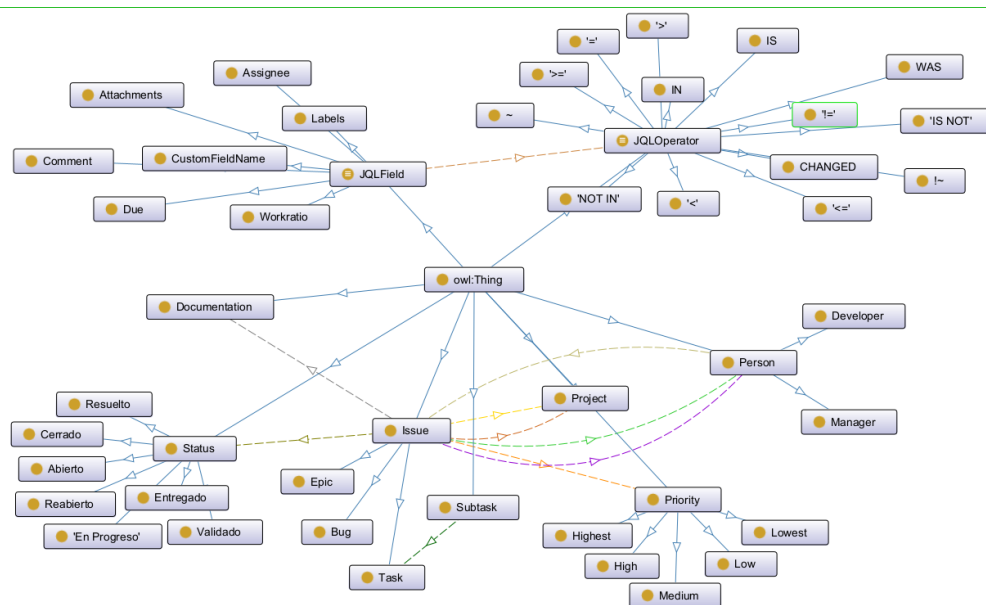 '>'
'='
IS
Assignee
'>='
WAS
Attachments
IN
Labels
~
'!='
'IS NOT'
JQLOperator
Comment
CustomFieldName
JQLField
CHANGED
!~
Due
Workratio
'NOT IN'
'<'
'<='
owl:Thing
Documentation
Developer
Person
Resuelto
Project
Cerrado
Status
Issue
Manager
Abierto
Epic
Reabierto
Entregado
Subtask
Priority
'En Progreso'
Validado
Bug
Highest
Lowest
High
Low
Task
Medium